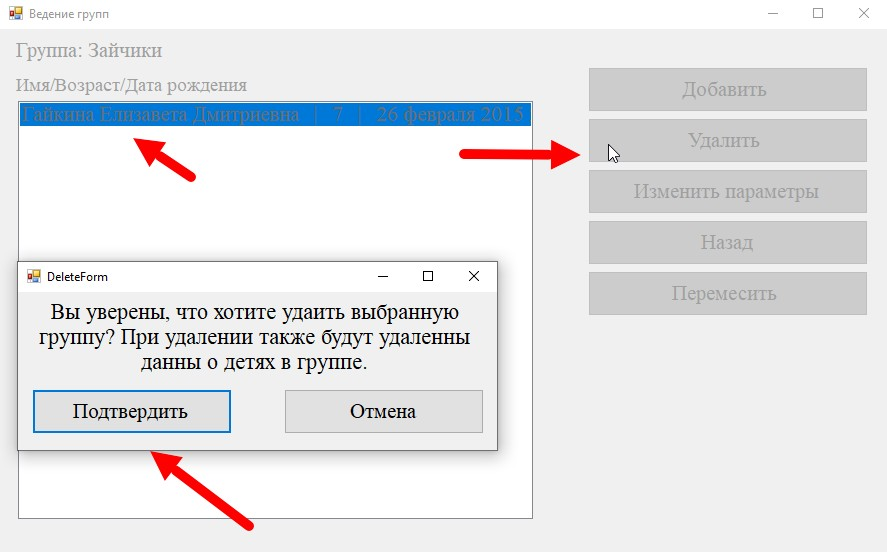 Ведение групп
Группа: Зайчики
Имя/Возраст/Дата рождения
Гайкина Елизавета Дмитриевна | 7 | 26 февраля 2015
Добавить
Удалить
Изменить параметры
Назад
Перемесить
DeleteForm
Вы уверены, что хотите удаить выбранную
группу? При удалении также будут удаленны
данны о детях в группе.
Подтвердить
Отмена